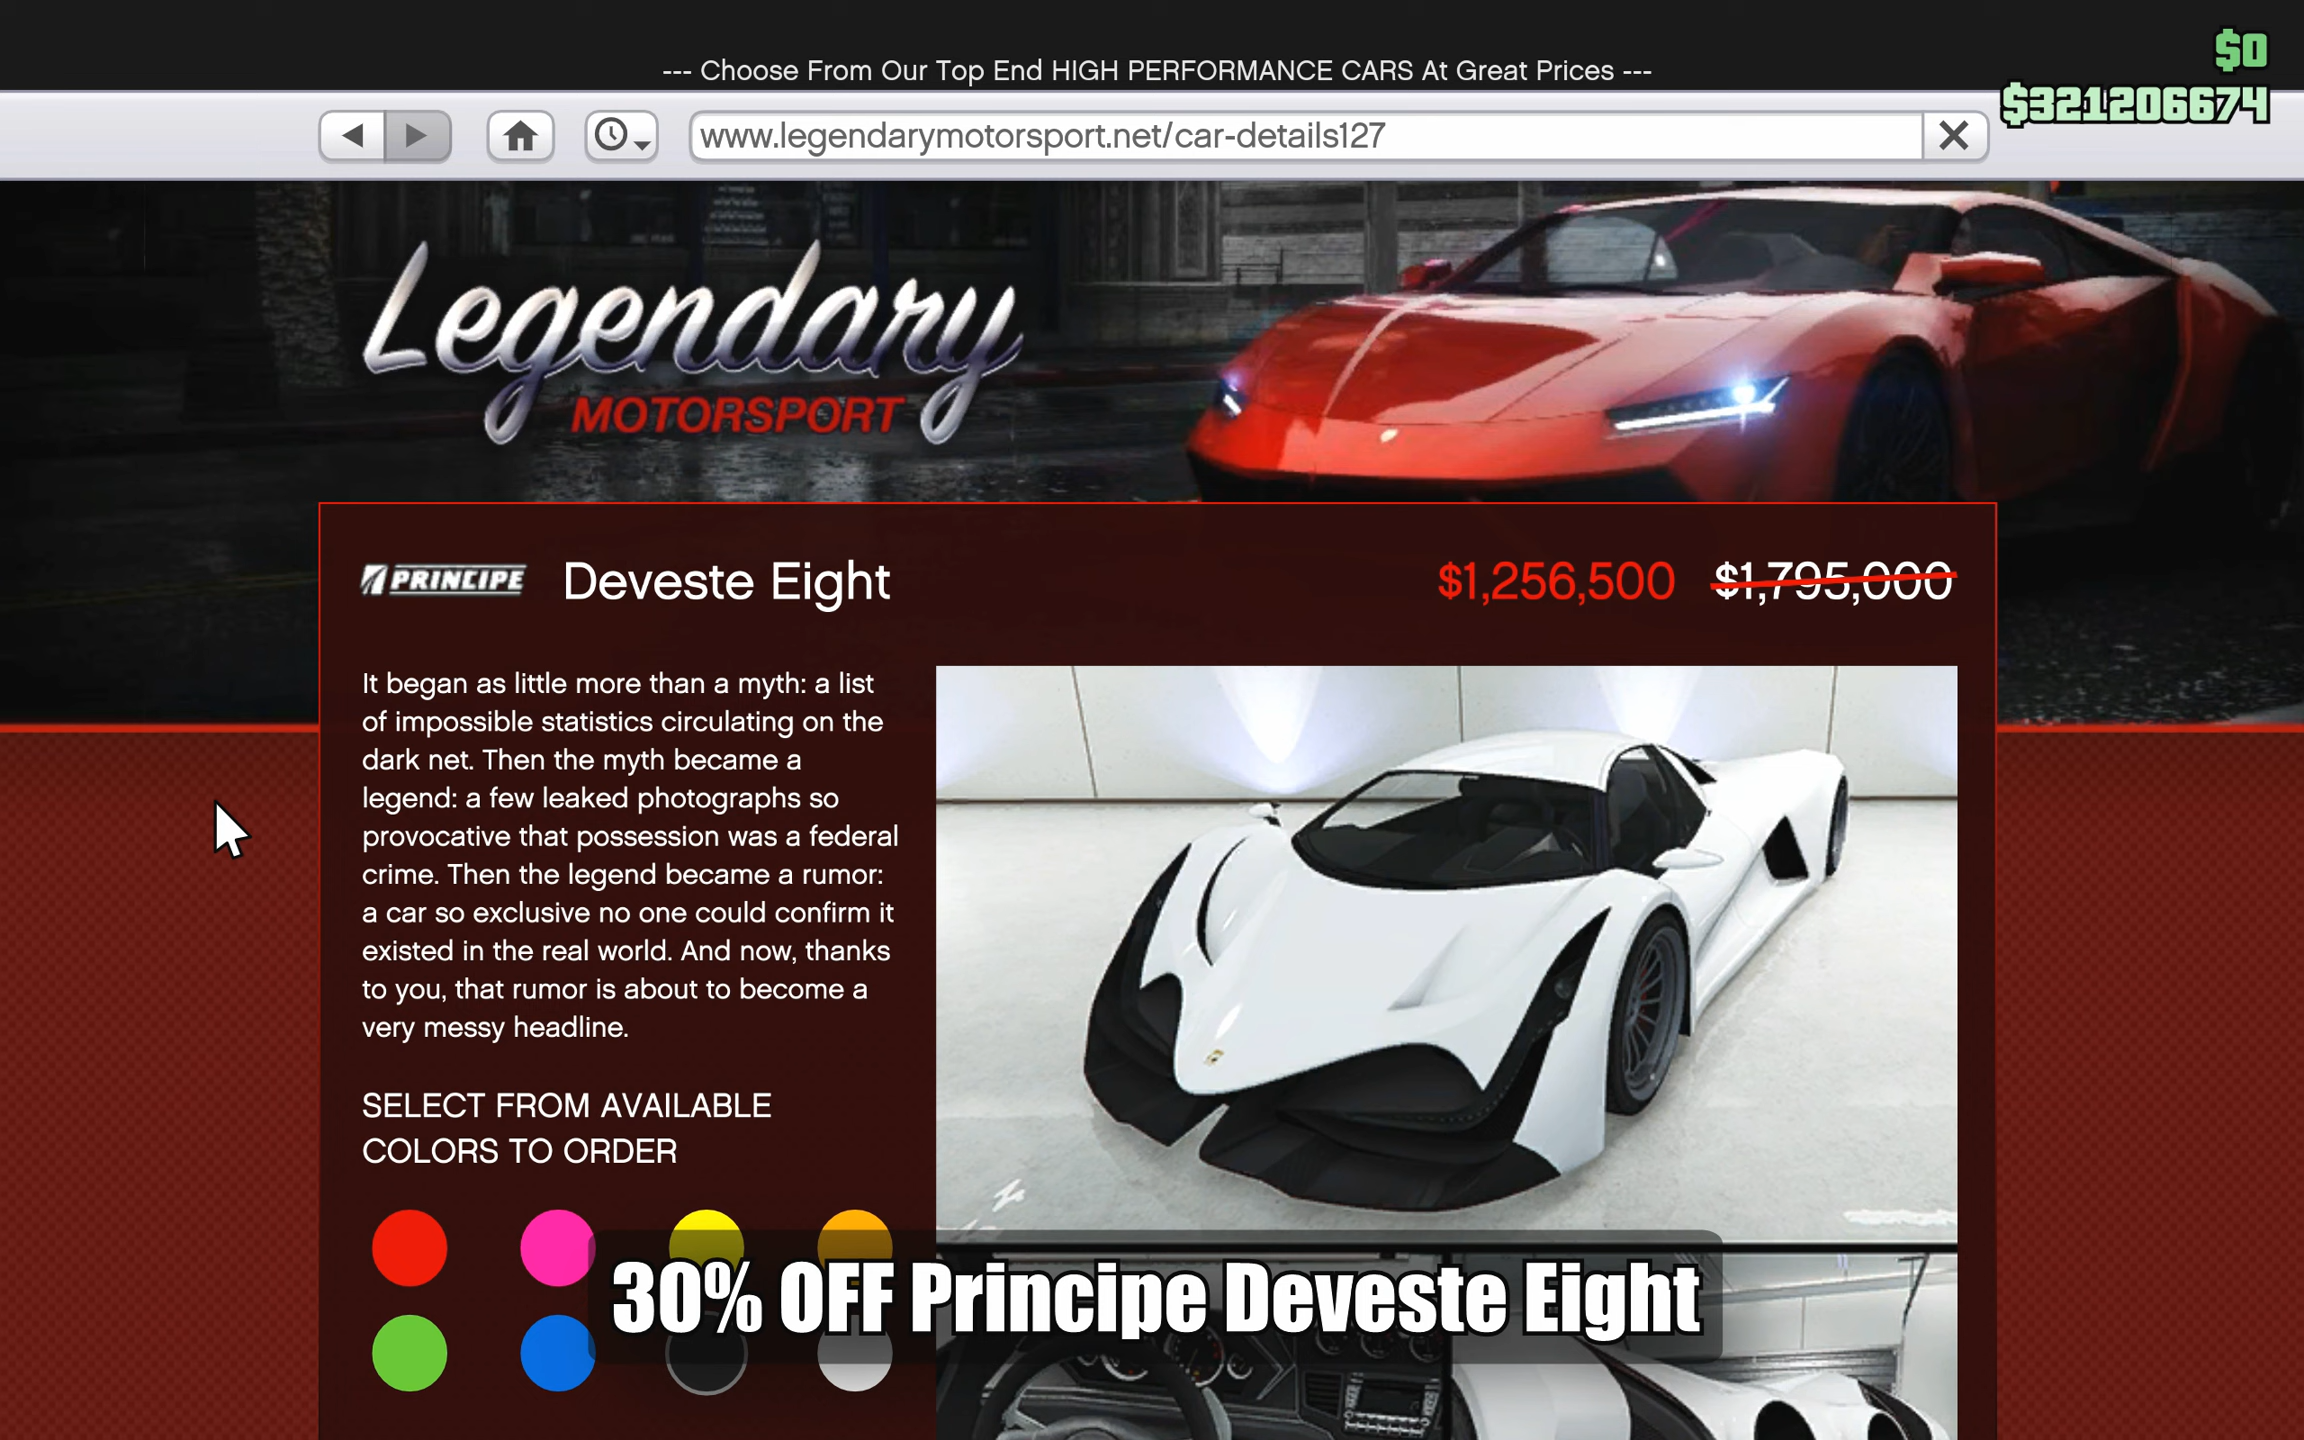 --- Choose From Our Top End HIGH PERFORMANCE CARS At Great Prices ---
$0
$321206674
www.legendarymotorsport.net/car-details127
Legendary
MOTORSPORT
PRINCIPE
Deveste Eight
$1,256,500
$1,795,000
It began as little more than a myth: a list
of impossible statistics circulating on the
dark net. Then the myth became a
legend: a few leaked photographs so
provocative that possession was a federal
crime. Then the legend became a rumor:
a car so exclusive no one could confirm it
existed in the real world. And now, thanks
to you, that rumor is about to become a
very messy headline.
SELECT FROM AVAILABLE
COLORS TO ORDER
30% OFF Principe Deveste Eight